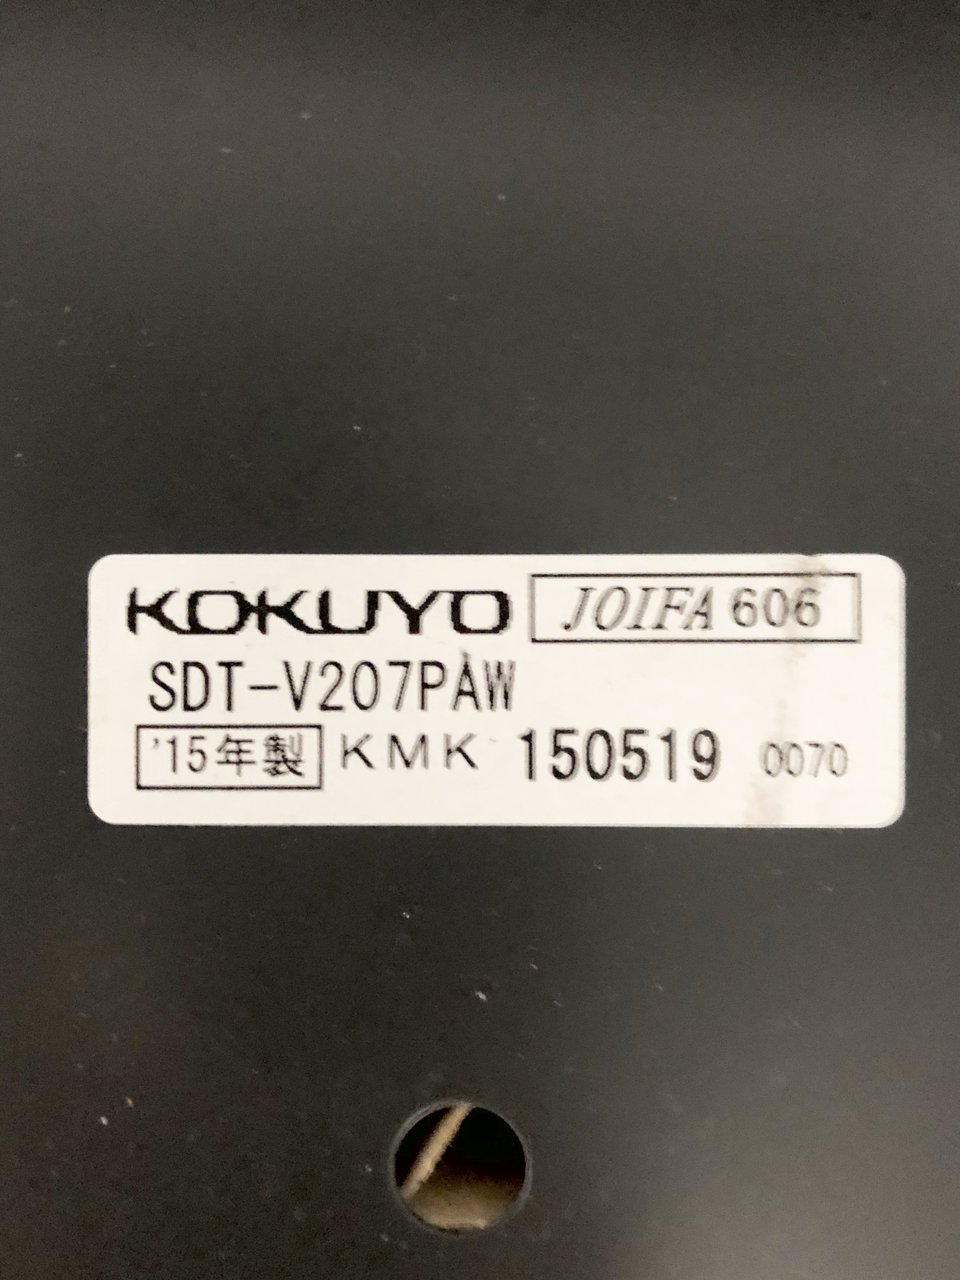 KOKUYO JOIFA 606
SDT-V207PAW
'15年製 KMK 150519 0070